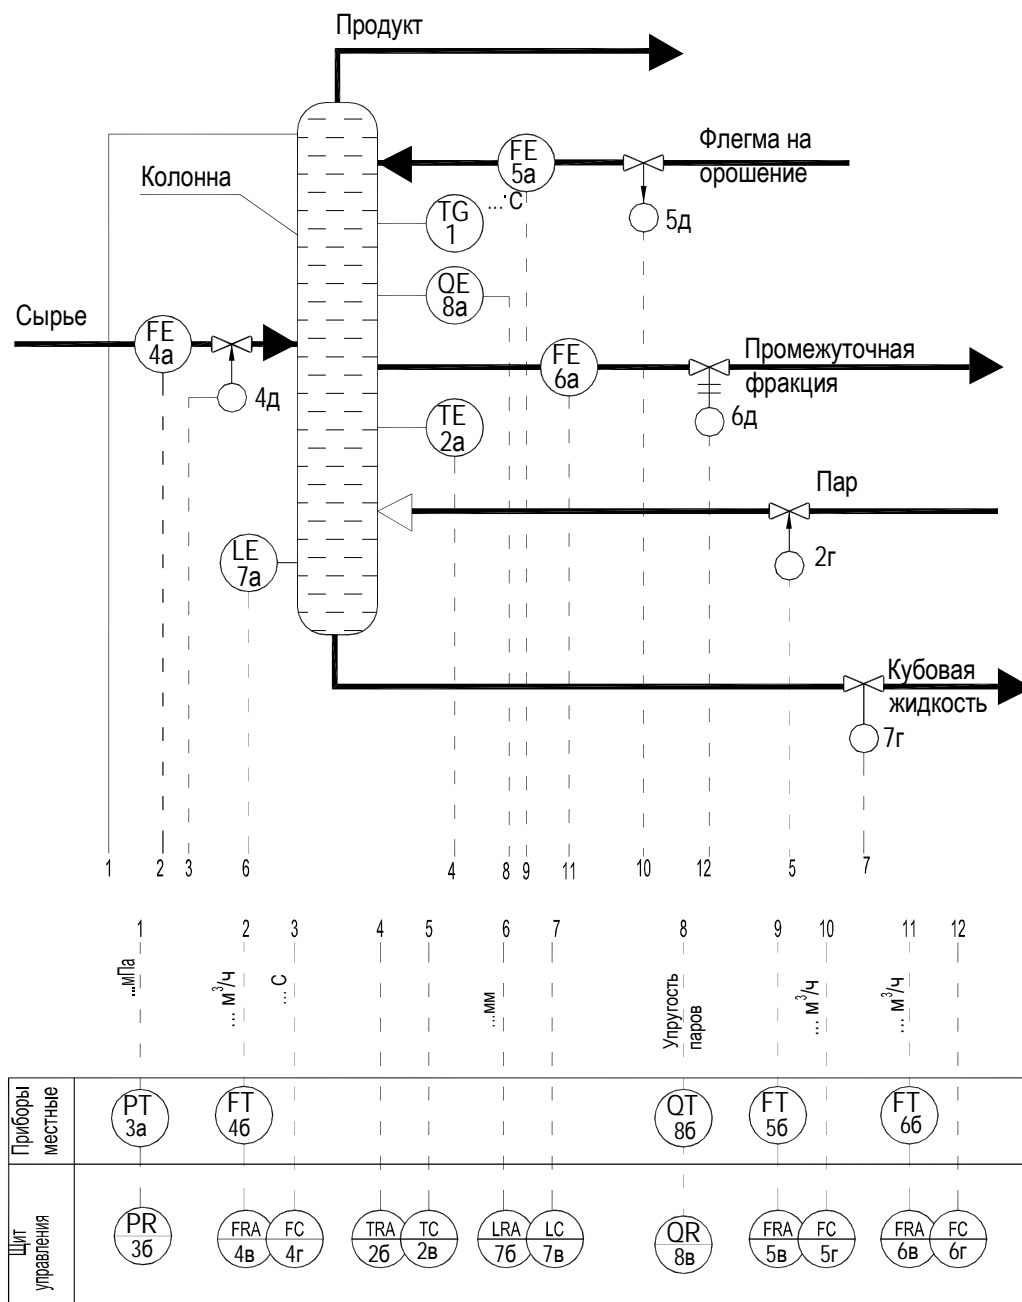 Продукт
Флегма на
орошение
FE
5а
...°С
Колонна
TG
1
5д
QE
8а
Сырье
FE
4а
FE
6а
Промежуточная
фракция
4д
6д
TE
2а
Пар
LE
7а
2г
Кубовая
жидкость
7г
1 2 3 6 4 8 9 11 10 12 5 7
1 2 3 4 5 6 7 8 9 10 11 12
...мПа
... м³/ч
... С
...мм
Упругость
паров
... м³/ч
... м³/ч
Приборы
местные
PT
3а
FT
4б
QT
8б
FT
5б
FT
6б
Щит
управления
PR
3б
FRA
4в
FC
4г
TRA
2б
TC
2в
LRA
7б
LC
7в
QR
8в
FRA
5в
FC
5г
FRA
6в
FC
6г